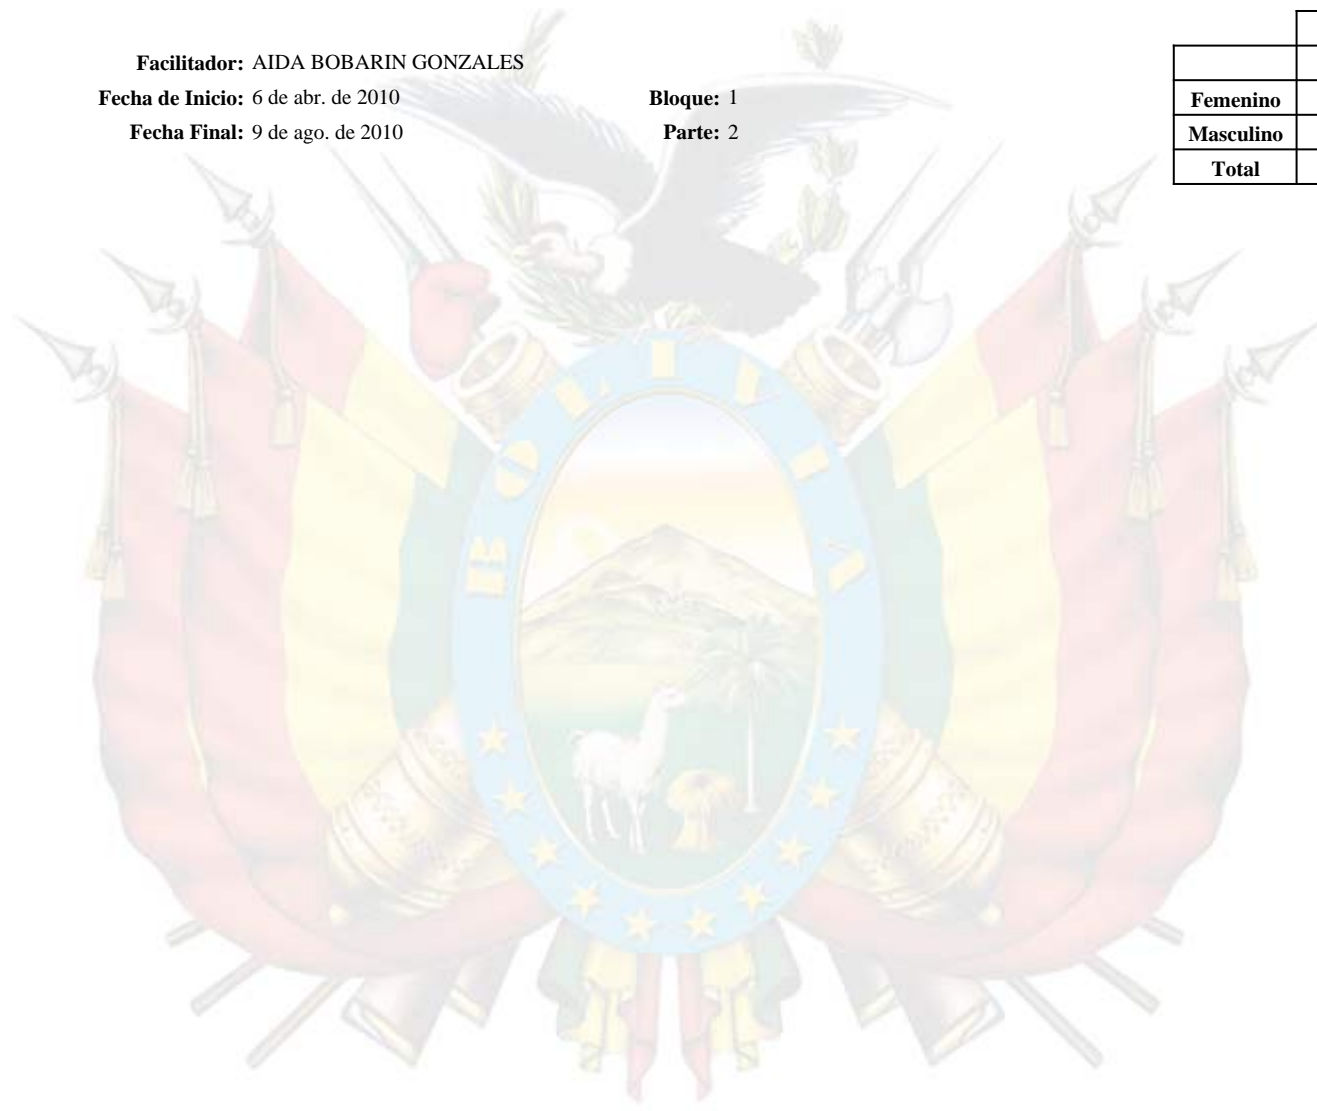 Facilitador: AIDA BOBARIN GONZALES
Fecha de Inicio: 6 de abr. de 2010 Bloque: 1
Fecha Final: 9 de ago. de 2010 Parte: 2
Femenino
Masculino
Total
BOLIVIA